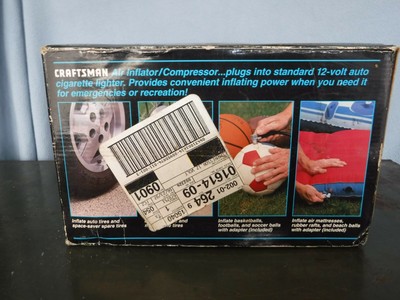 CRAFTSMAN Air Inflator/Compressor...plugs into standard 12-volt auto
cigarette lighter. Provides convenient inflating power when you need it
for emergencies or recreation!
002-01 264 9
01614-09
0901
Inflate auto tires and
space-saver spare tires
tires
Inflate basketballs,
footballs, and soccer balls
with adapter (included)
Inflate air mattresses,
rubber rafts, and beach balls
with adapter (included)